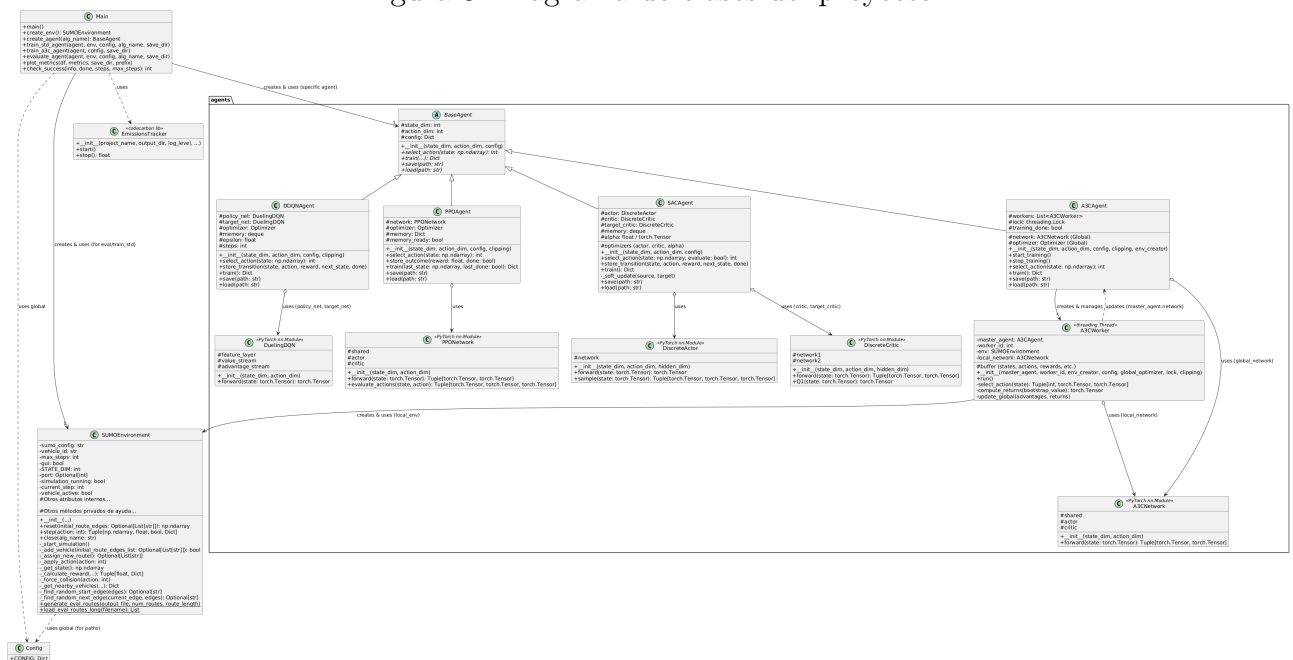 Main
+main()
+create_env(): SUMOEnvironment
+create_agent(alg_name): BaseAgent
+train_std_agent(agent, env, config, alg_name, save_dir)
+train_a3c_agent(agent, config, save_dir)
+evaluate_agent(agent, env, config, alg_name, save_dir)
+plot_metrics(df, metrics, save_dir, prefix)
+check_success(info, done, steps, max_steps): int
uses
creates & uses (specific agent)
1
«codecarbon lib»
EmissionsTracker
+__init__(project_name, output_dir, log_level, ...)
+start()
+stop(): float
agents
BaseAgent
#state_dim: int
#action_dim: int
#config: Dict
+__init__(state_dim, action_dim, config)
+select_action(state: np.ndarray): int
+train(...): Dict
+save(path: str)
+load(path: str)
DDQNAgent
#policy_net: DuelingDQN
#target_net: DuelingDQN
#optimizer: Optimizer
#memory: deque
#epsilon: float
#steps: int
+__init__(state_dim, action_dim, config, clipping)
+select_action(state: np.ndarray): int
+store_transition(state, action, reward, next_state, done)
+train(): Dict
+save(path: str)
+load(path: str)
PPOAgent
#network: PPONetwork
#optimizer: Optimizer
#memory: Dict
#memory_ready: bool
+__init__(state_dim, action_dim, config, clipping)
+select_action(state: np.ndarray): int
+store_outcome(reward: float, done: bool)
+train(last_state: np.ndarray, last_done: bool): Dict
+save(path: str)
+load(path: str)
SACAgent
#actor: DiscreteActor
#critic: DiscreteCritic
#target_critic: DiscreteCritic
#memory: deque
#alpha: float / torch.Tensor
#optimizers (actor, critic, alpha)
+__init__(state_dim, action_dim, config)
+select_action(state: np.ndarray, evaluate: bool): int
+store_transition(state, action, reward, next_state, done)
+train(): Dict
-_soft_update(source, target)
+save(path: str)
+load(path: str)
A3CAgent
#workers: List<A3CWorker>
#lock: threading.Lock
#training_done: bool
#network: A3CNetwork (Global)
#optimizer: Optimizer (Global)
+__init__(state_dim, action_dim, config, clipping, env_creator)
+start_training()
+stop_training()
+select_action(state: np.ndarray): int
+train(): Dict
+save(path: str)
+load(path: str)
creates & uses (for eval/train_std)
uses global
uses (policy_net, target_net)
uses
uses
uses (critic, target_critic)
creates & manages
updates (master_agent.network)
uses (global_network)
«PyTorch nn.Module»
DuelingDQN
#feature_layer
#value_stream
#advantage_stream
+__init__(state_dim, action_dim)
+forward(state: torch.Tensor): torch.Tensor
«PyTorch nn.Module»
PPONetwork
#shared
#actor
#critic
+__init__(state_dim, action_dim)
+forward(state: torch.Tensor): Tuple[torch.Tensor, torch.Tensor]
+evaluate_actions(state, action): Tuple[torch.Tensor, torch.Tensor, torch.Tensor]
«PyTorch nn.Module»
DiscreteActor
#network
+__init__(state_dim, action_dim, hidden_dim)
+forward(state: torch.Tensor): torch.Tensor
+sample(state: torch.Tensor): Tuple[torch.Tensor, torch.Tensor, torch.Tensor]
«PyTorch nn.Module»
DiscreteCritic
#network1
#network2
+__init__(state_dim, action_dim, hidden_dim)
+forward(state: torch.Tensor): Tuple[torch.Tensor, torch.Tensor]
+Q1(state: torch.Tensor): torch.Tensor
«threading.Thread»
A3CWorker
-master_agent: A3CAgent
-worker_id: int
-env: SUMOEnvironment
-local_network: A3CNetwork
#buffer (states, actions, rewards, etc.)
+__init__(master_agent, worker_id, env_creator, config, global_optimizer, lock, clipping)
+run()
-select_action(state): Tuple[int, torch.Tensor, torch.Tensor]
-compute_returns(bootstrap_value): torch.Tensor
-update_global(advantages, returns)
creates & uses (local_env)
uses (local_network)
SUMOEnvironment
-sumo_config: str
-vehicle_id: str
-max_steps: int
-gui: bool
-STATE_DIM: int
-port: Optional[int]
-simulation_running: bool
-current_step: int
-vehicle_active: bool
#Otros atributos internos...
#Otros métodos privados de ayuda...
+__init__(...)
+reset(initial_route_edges: Optional[List[str]]): np.ndarray
+step(action: int): Tuple[np.ndarray, float, bool, Dict]
+close(alg_name: str)
-_start_simulation()
-_add_vehicle(initial_route_edges_list: Optional[List[str]]): bool
-_assign_new_route(): Optional[List[str]]
-_apply_action(action: int)
-_get_state(): np.ndarray
-_calculate_reward(...): Tuple[float, Dict]
-_force_collision(action: int)
-_get_nearby_vehicles(...): Dict
-_find_random_start_edge(edges): Optional[str]
-_find_random_next_edge(current_edge, edges): Optional[str]
+generate_eval_routes(output_file, num_routes, route_length)
+load_eval_routes_long(filename): List
«PyTorch nn.Module»
A3CNetwork
#shared
#actor
#critic
+__init__(state_dim, action_dim)
+forward(state: torch.Tensor): Tuple[torch.Tensor, torch.Tensor]
uses global (for paths)
Config
+CONFIG: Dict